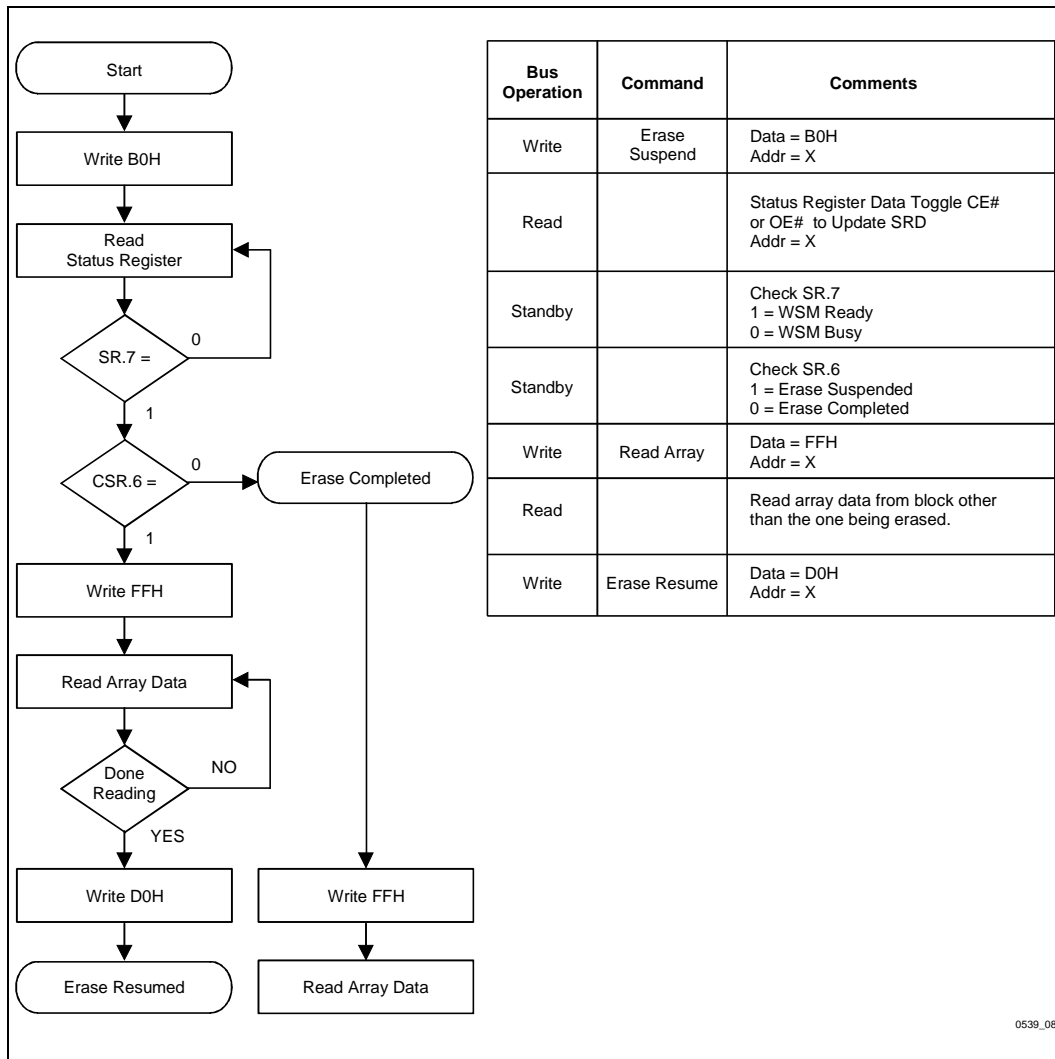 Start
Write B0H
Read
Status Register
0
SR.7 =
1
0
CSR.6 =
Erase Completed
1
Write FFH
Read Array Data
Done
Reading
NO
YES
Write D0H
Write FFH
Erase Resumed
Read Array Data
Bus
Operation
Command
Comments
Write
Erase
Suspend
Data = B0H
Addr = X
Read
Status Register Data Toggle CE#
or OE# to Update SRD
Addr = X
Standby
Check SR.7
1 = WSM Ready
0 = WSM Busy
Standby
Check SR.6
1 = Erase Suspended
0 = Erase Completed
Write
Read Array
Data = FFH
Addr = X
Read
Read array data from block other
than the one being erased.
Write
Erase Resume
Data = D0H
Addr = X
0539_08